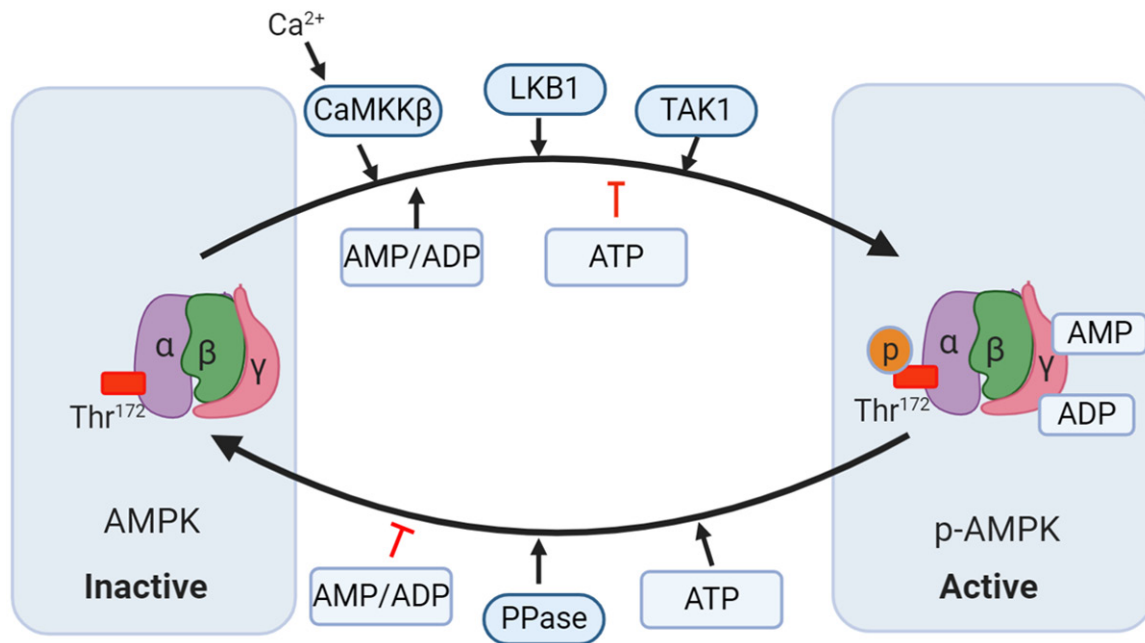 Ca²⁺
CaMKKβ
LKB1
TAK1
AMP/ADP
ATP
α
β
γ
Thr¹⁷²
AMPK
Inactive
p
α
β
γ
AMP
ADP
Thr¹⁷²
p-AMPK
Active
AMP/ADP
PPase
ATP